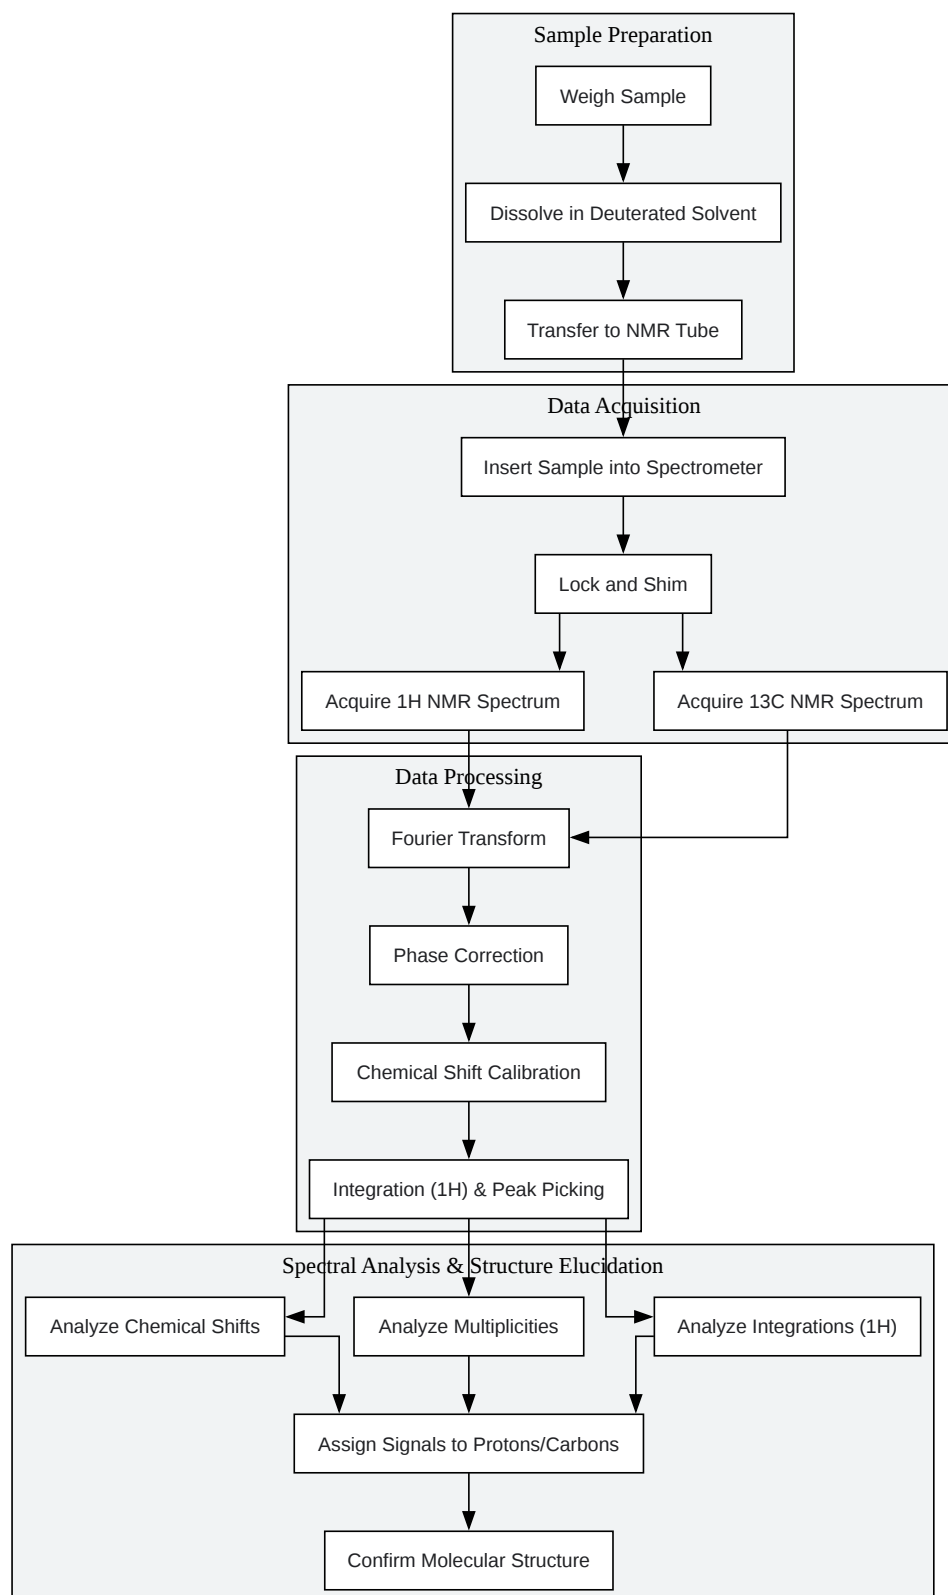 Sample Preparation
Weigh Sample
Dissolve in Deuterated Solvent
Transfer to NMR Tube
Data Acquisition
Insert Sample into Spectrometer
Lock and Shim
Acquire 1H NMR Spectrum
Acquire 13C NMR Spectrum
Data Processing
Fourier Transform
Phase Correction
Chemical Shift Calibration
Integration (1H) & Peak Picking
Spectral Analysis & Structure Elucidation
Analyze Chemical Shifts
Analyze Multiplicities
Analyze Integrations (1H)
Assign Signals to Protons/Carbons
Confirm Molecular Structure